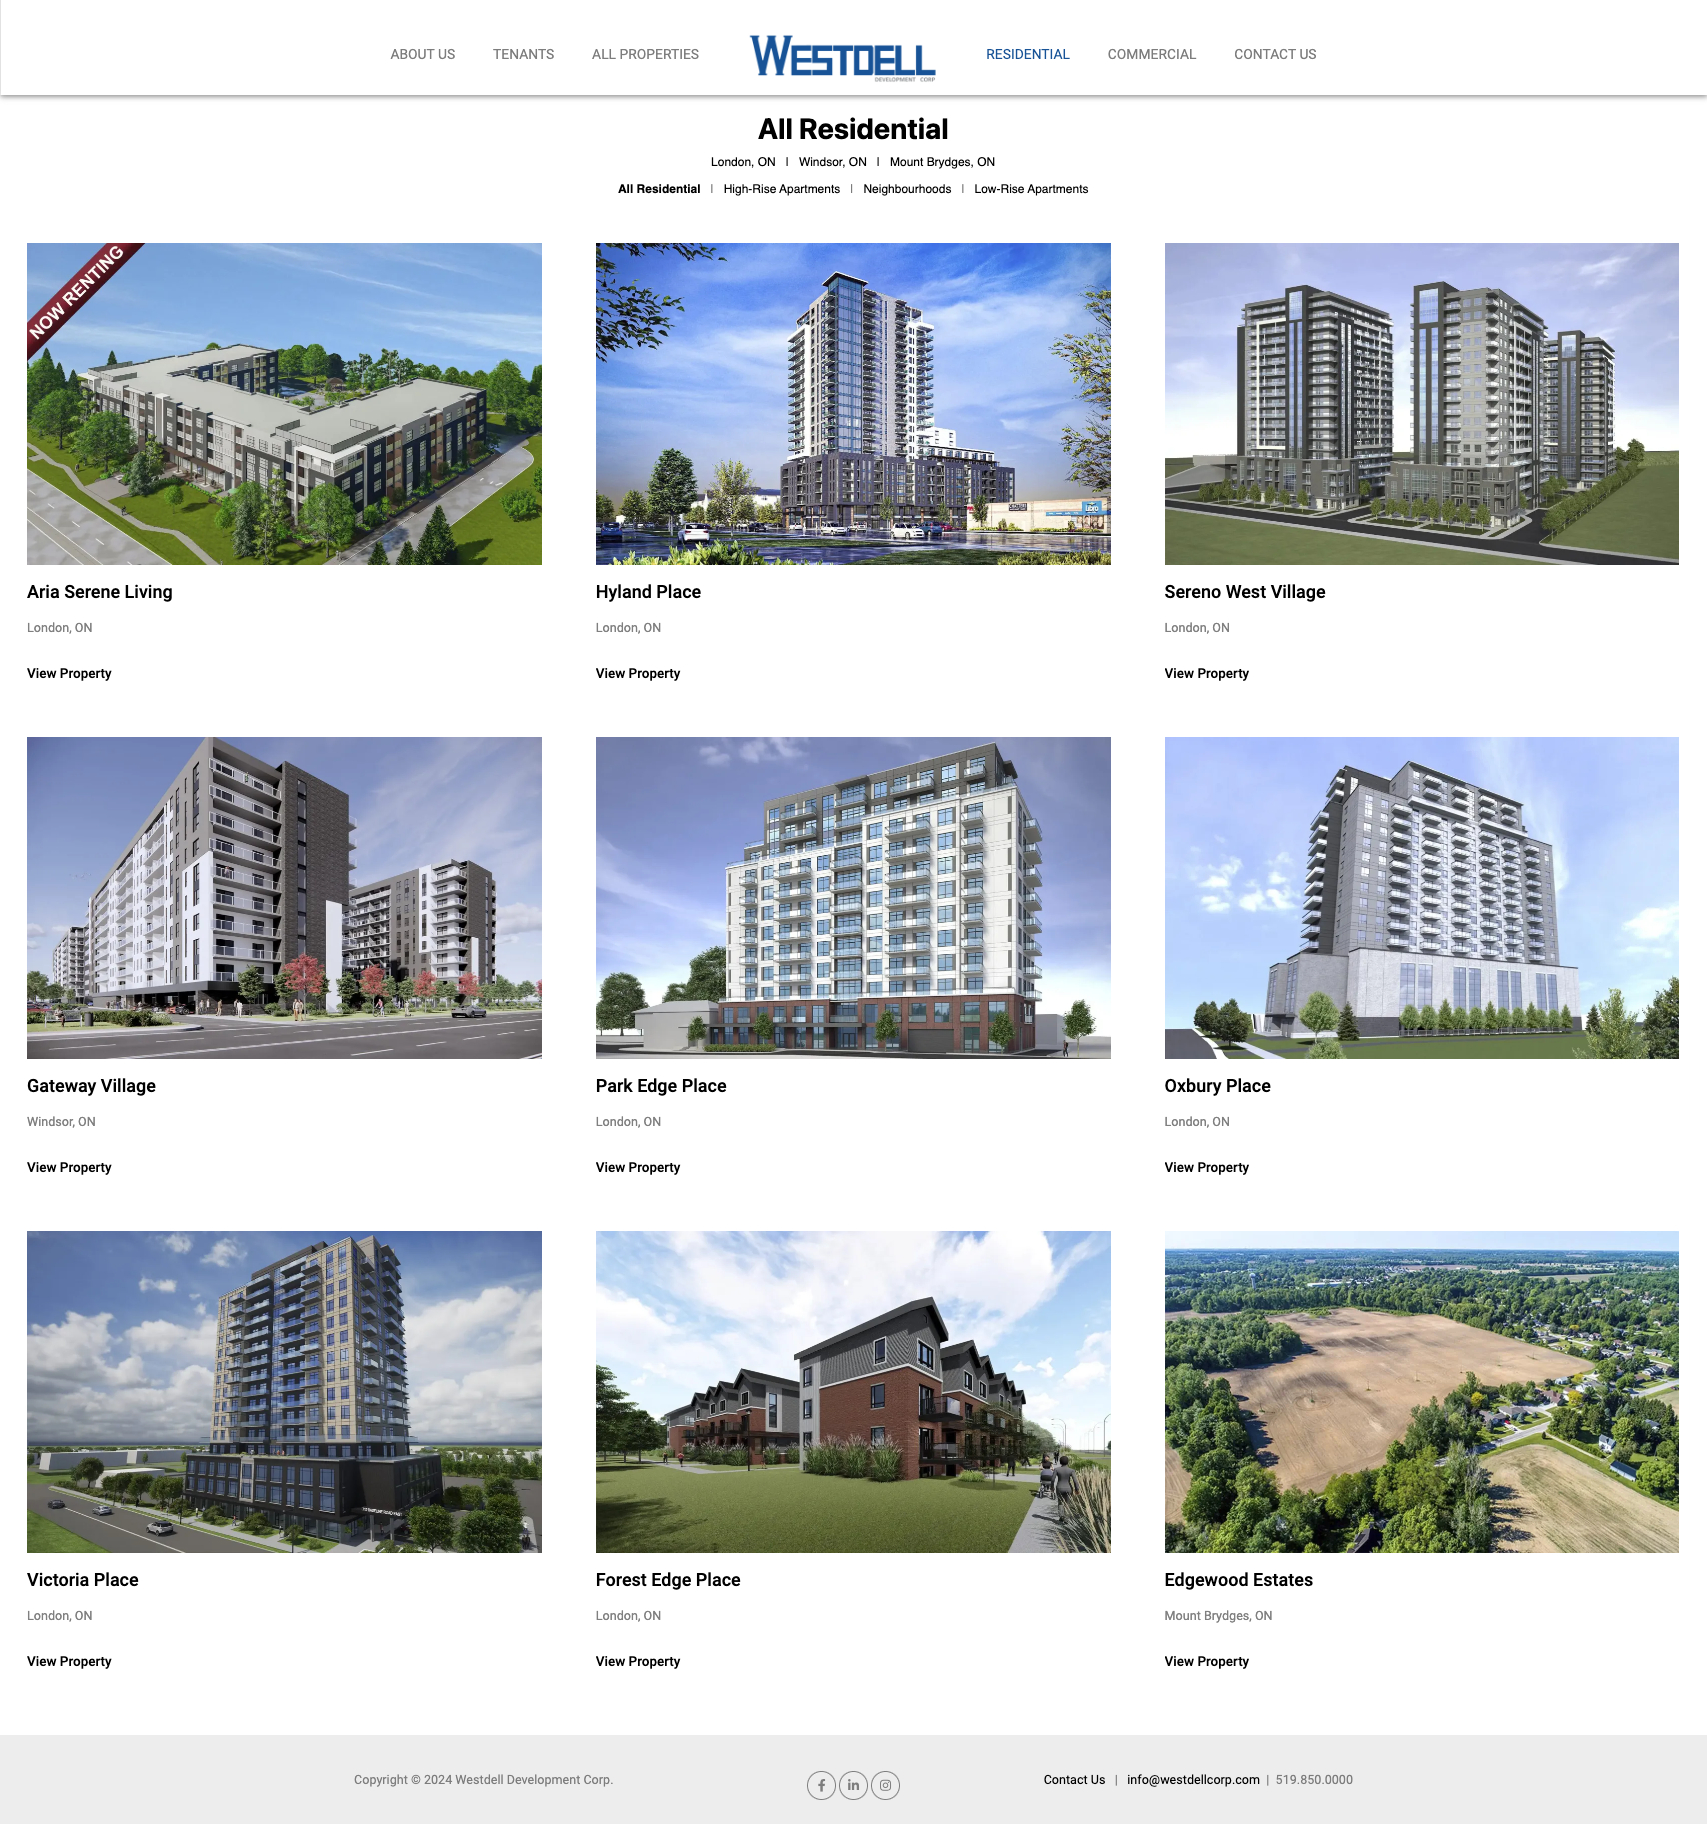 ABOUT US TENANTS ALL PROPERTIES WESTDELL DEVELOPMENT CORP RESIDENTIAL COMMERCIAL CONTACT US
All Residential
London, ON | Windsor, ON | Mount Brydges, ON
All Residential | High-Rise Apartments | Neighbourhoods | Low-Rise Apartments
NOW RENTING
libro
Aria Serene Living Hyland Place Sereno West Village
London, ON London, ON London, ON
View Property View Property View Property
Gateway Village Park Edge Place Oxbury Place
Windsor, ON London, ON London, ON
View Property View Property View Property
Victoria Place Forest Edge Place Edgewood Estates
London, ON London, ON Mount Brydges, ON
View Property View Property View Property
Copyright © 2024 Westdell Development Corp. f in Contact Us | info@westdellcorp.com | 519.850.0000